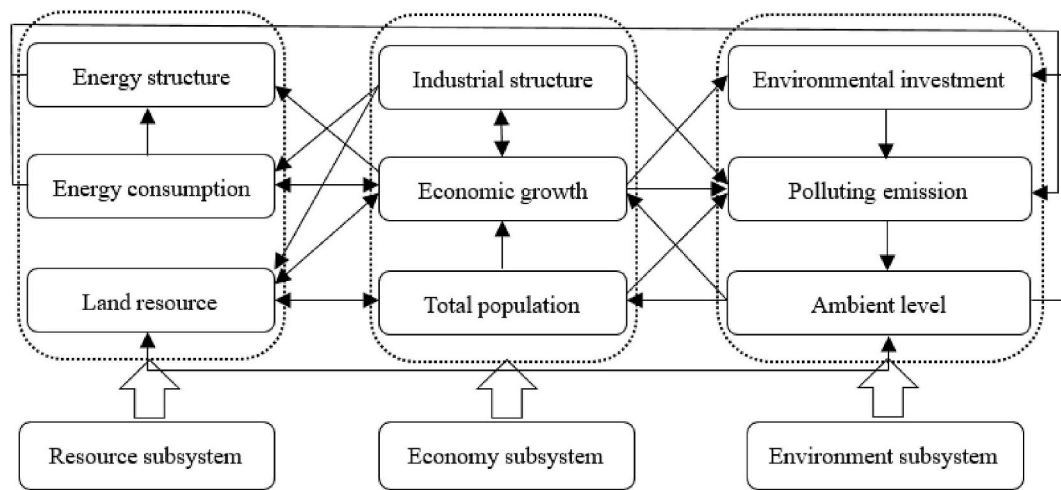 Energy structure
Industrial structure
Environmental investment
Energy consumption
Economic growth
Polluting emission
Land resource
Total population
Ambient level
Resource subsystem
Economy subsystem
Environment subsystem